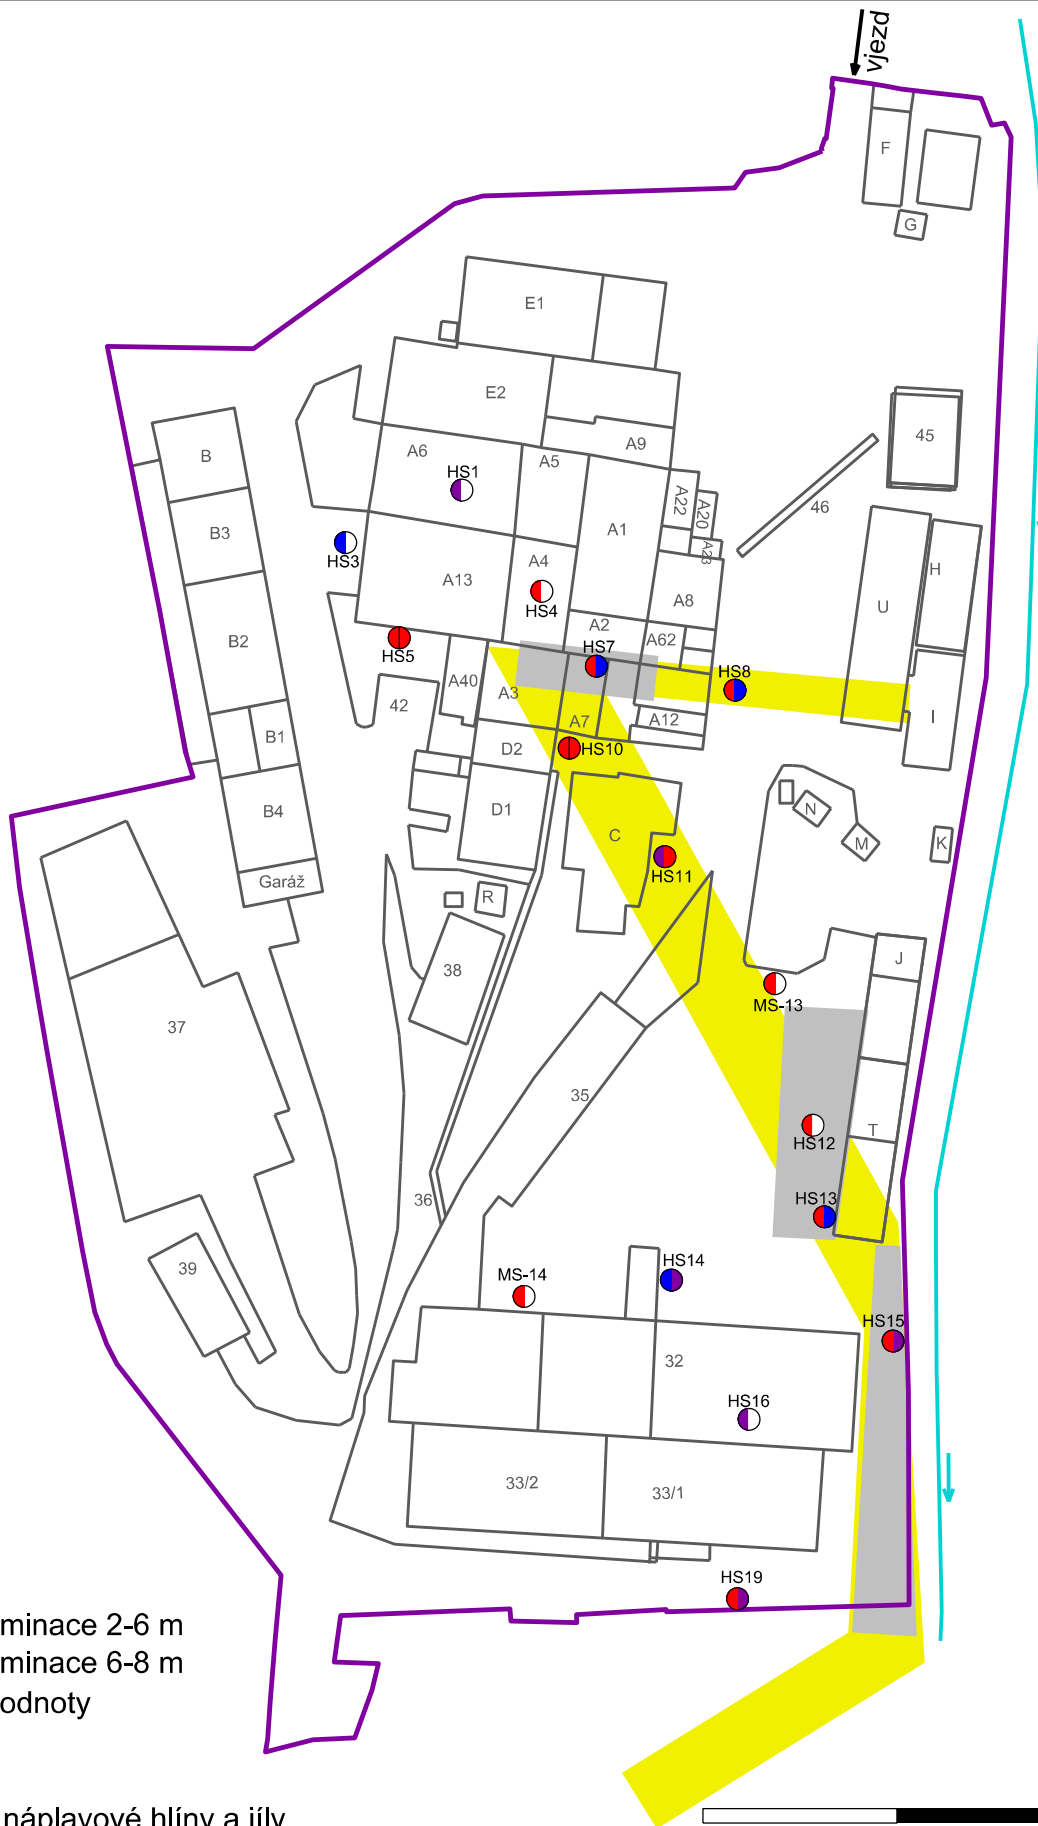 vjezd
F
G
E1
E2
A9
A6
A5
HS1
B
45
A22
A20
46
A1
B3
HS3
A4
A23
A13
HS4
A8
H
U
A2
A62
B2
HS5
HS7
HS8
A40
A3
42
A7
A12
I
B1
D2
HS10
B4
D1
N
C
M
K
HS11
Garáž
R
38
J
MS-13
37
35
T
HS12
36
HS13
39
HS14
MS-14
HS15
32
HS16
33/2
33/1
HS19
minace 2-6 m
minace 6-8 m
odnoty
náplavové hlíny a jíly